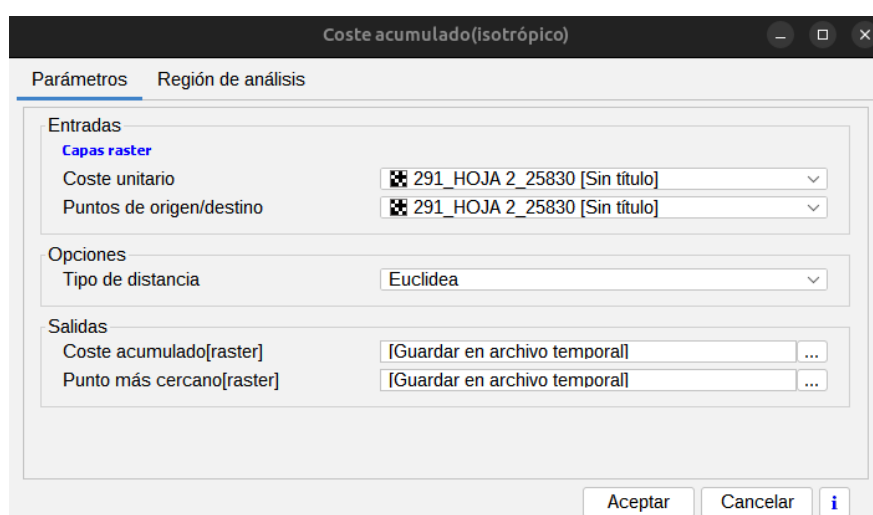 Coste acumulado(isotrópico)
Parámetros Región de análisis
Entradas
Capas raster
Coste unitario 291_HOJA 2_25830 [Sin título]
Puntos de origen/destino 291_HOJA 2_25830 [Sin título]
Opciones
Tipo de distancia Euclidea
Salidas
Coste acumulado[raster] [Guardar en archivo temporal] ...
Punto más cercano[raster] [Guardar en archivo temporal] ...
Aceptar Cancelar i